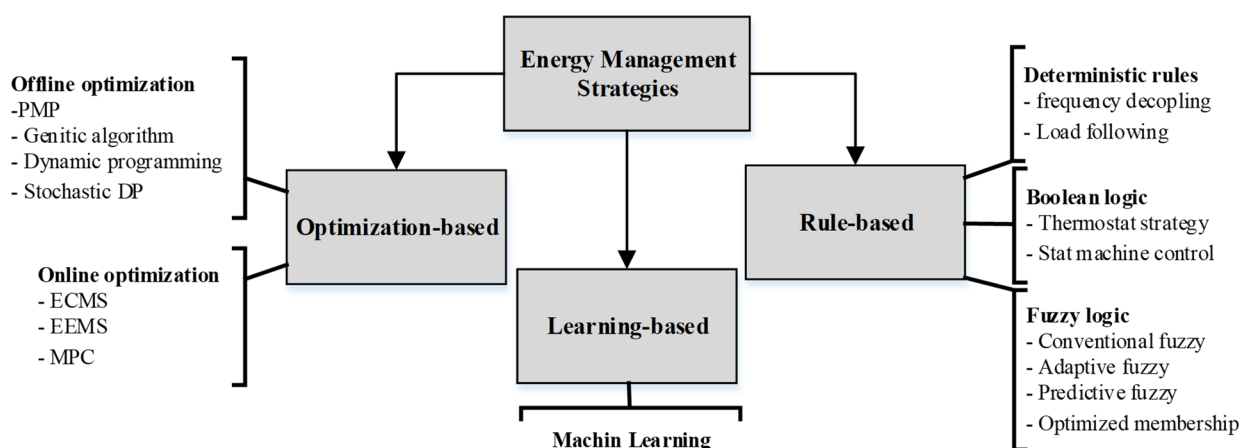 Energy Management
Strategies
Offline optimization
-PMP
- Genitic algorithm
- Dynamic programming
- Stochastic DP
Online optimization
- ECMS
- EEMS
- MPC
Optimization-based
Learning-based
Machin Learning
Rule-based
Deterministic rules
- frequency decopling
- Load following
Boolean logic
- Thermostat strategy
- Stat machine control
Fuzzy logic
- Conventional fuzzy
- Adaptive fuzzy
- Predictive fuzzy
- Optimized membership